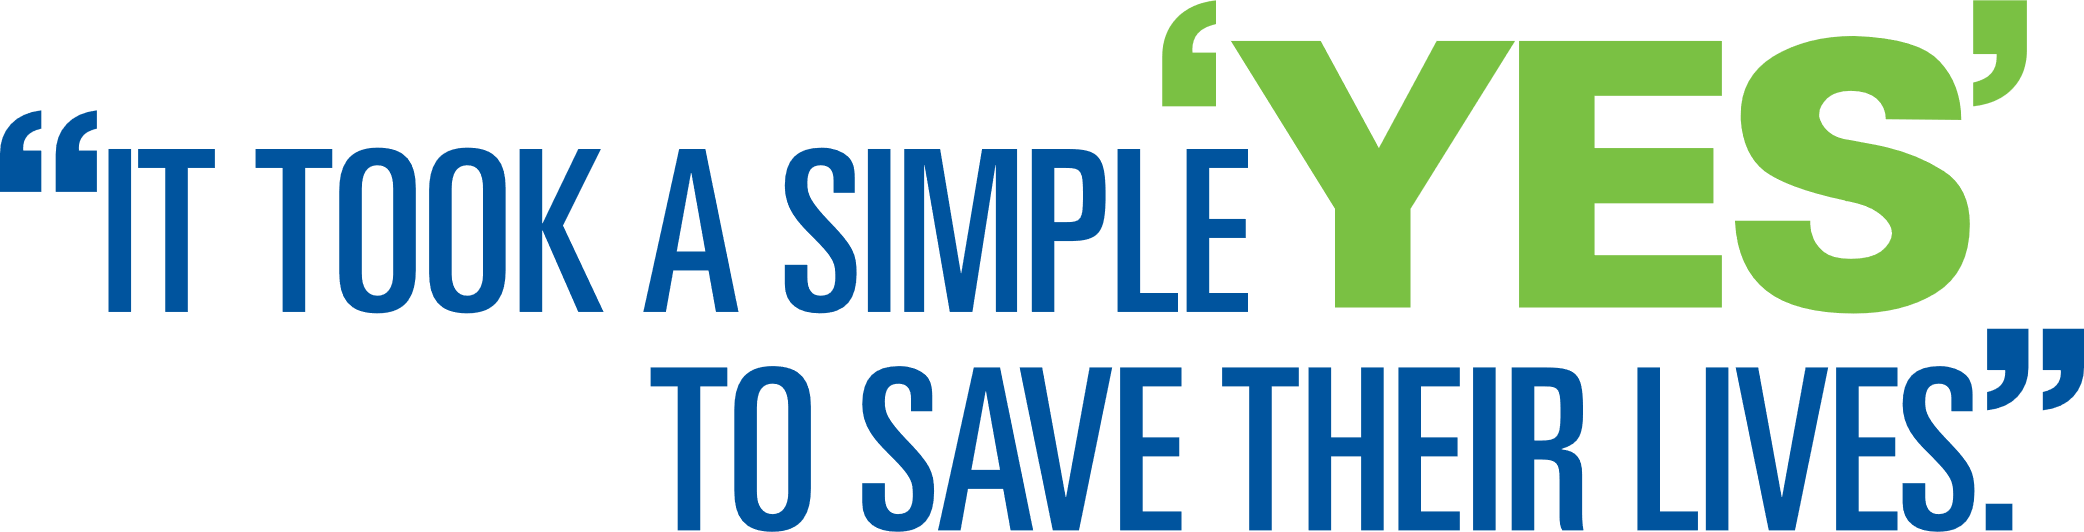 “IT TOOK A SIMPLE ‘YES’
TO SAVE THEIR LIVES.”